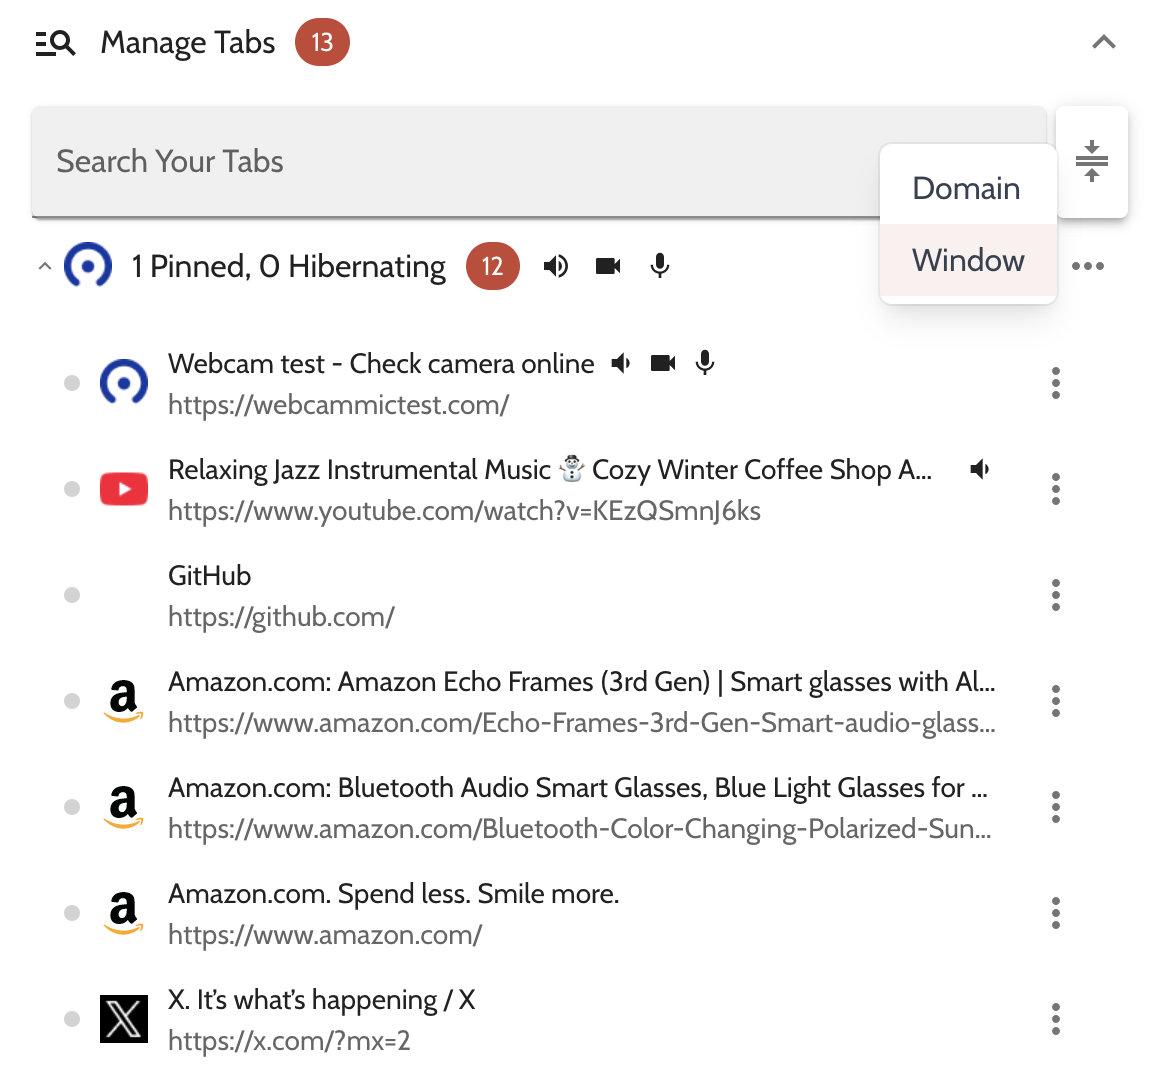 Manage Tabs 13
Search Your Tabs
Domain
Window
1 Pinned, 0 Hibernating 12
Webcam test - Check camera online
https://webcammictest.com/
Relaxing Jazz Instrumental Music ⛄ Cozy Winter Coffee Shop A...
https://www.youtube.com/watch?v=KEzQSmnJ6ks
GitHub
https://github.com/
a
Amazon.com: Amazon Echo Frames (3rd Gen) | Smart glasses with Al...
https://www.amazon.com/Echo-Frames-3rd-Gen-Smart-audio-glass...
a
Amazon.com: Bluetooth Audio Smart Glasses, Blue Light Glasses for ...
https://www.amazon.com/Bluetooth-Color-Changing-Polarized-Sun...
a
Amazon.com. Spend less. Smile more.
https://www.amazon.com/
X
X. It’s what’s happening / X
https://x.com/?mx=2